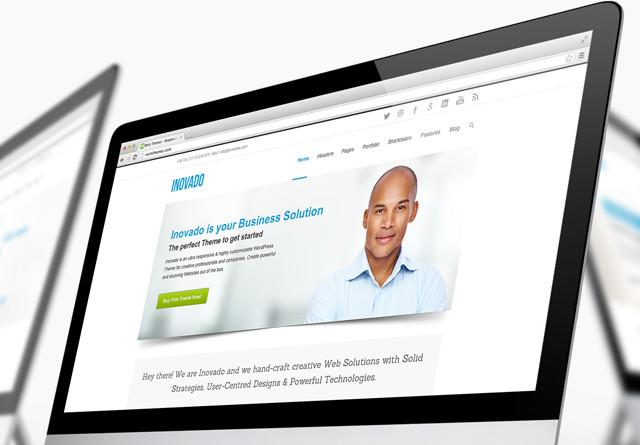 INOVADO
Home Headers Pages Portfolio Shortcodes Features Blog
Inovado is your Business Solution
The perfect Theme to get started
Inovado is an ultra responsive & highly customizable WordPress
Theme for creative professionals and companies. Create powerful
and stunning Websites out of the box.
Buy This Theme Now!
Hey there! We are Inovado and we hand-craft creative Web Solutions with Solid
Strategies, User-Centred Designs & Powerful Technologies.